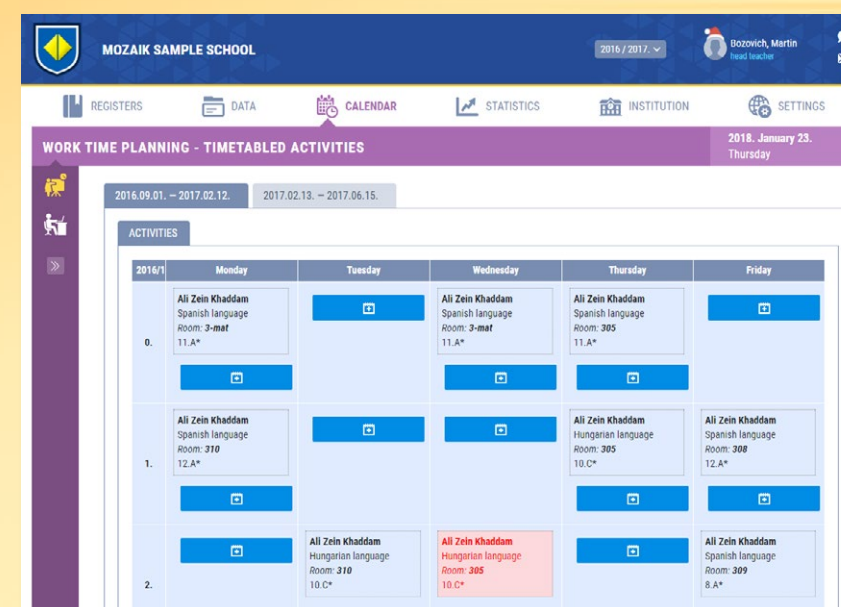 MOZAIK SAMPLE SCHOOL
2016 / 2017.
Bozovich, Martin
head teacher
REGISTERS
DATA
CALENDAR
STATISTICS
INSTITUTION
SETTINGS
WORK TIME PLANNING - TIMETABLED ACTIVITIES
2018. January 23.
Thursday
2016.09.01. – 2017.02.12.
2017.02.13. – 2017.06.15.
ACTIVITIES
2016/1 Monday Tuesday Wednesday Thursday Friday
0.
Ali Zein Khaddam
Spanish language
Room: 3-mat
11.A*
Ali Zein Khaddam
Spanish language
Room: 3-mat
11.A*
Ali Zein Khaddam
Spanish language
Room: 305
11.A*
1.
Ali Zein Khaddam
Spanish language
Room: 310
12.A*
Ali Zein Khaddam
Hungarian language
Room: 305
10.C*
Ali Zein Khaddam
Spanish language
Room: 308
12.A*
2.
Ali Zein Khaddam
Hungarian language
Room: 310
10.C*
Ali Zein Khaddam
Hungarian language
Room: 305
10.C*
Ali Zein Khaddam
Spanish language
Room: 309
8.A*